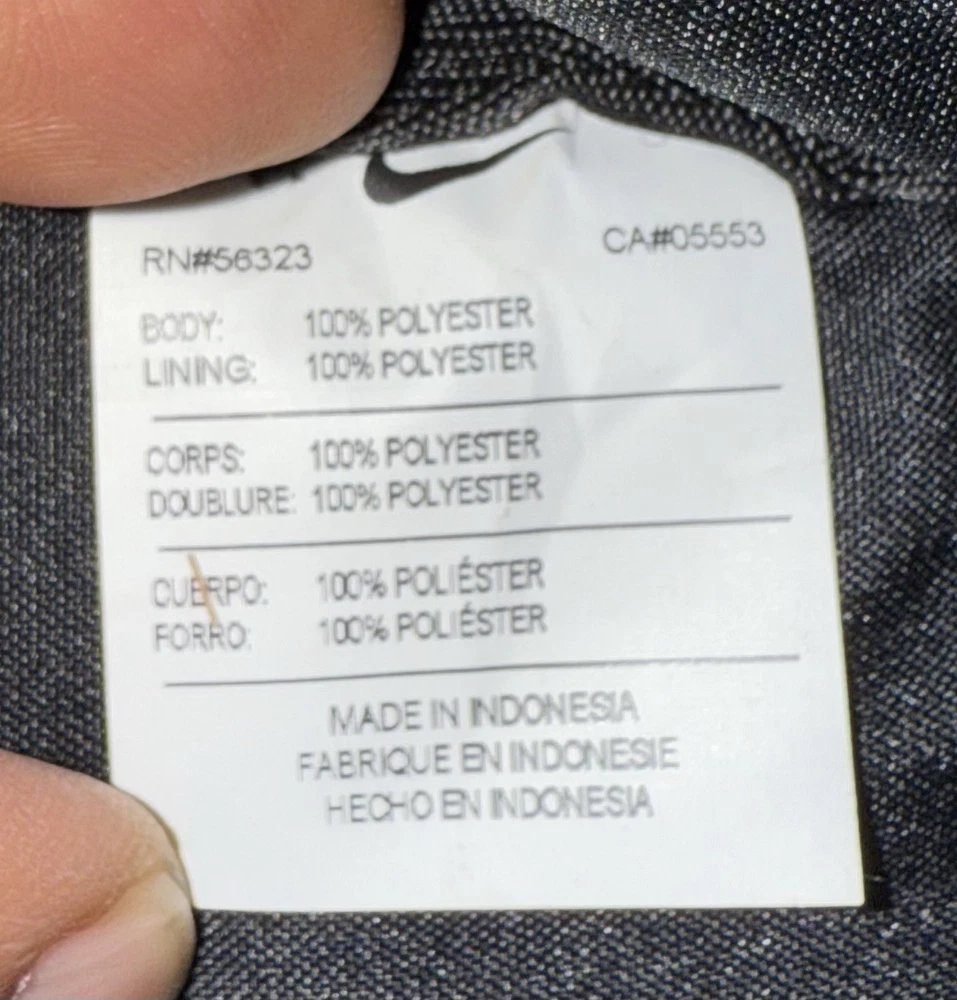 RN#56323 CA#05553
BODY: 100% POLYESTER
LINING: 100% POLYESTER
CORPS: 100% POLYESTER
DOUBLURE: 100% POLYESTER
CUERPO: 100% POLIÉSTER
FORRO: 100% POLIÉSTER
MADE IN INDONESIA
FABRIQUE EN INDONESIE
HECHO EN INDONESIA